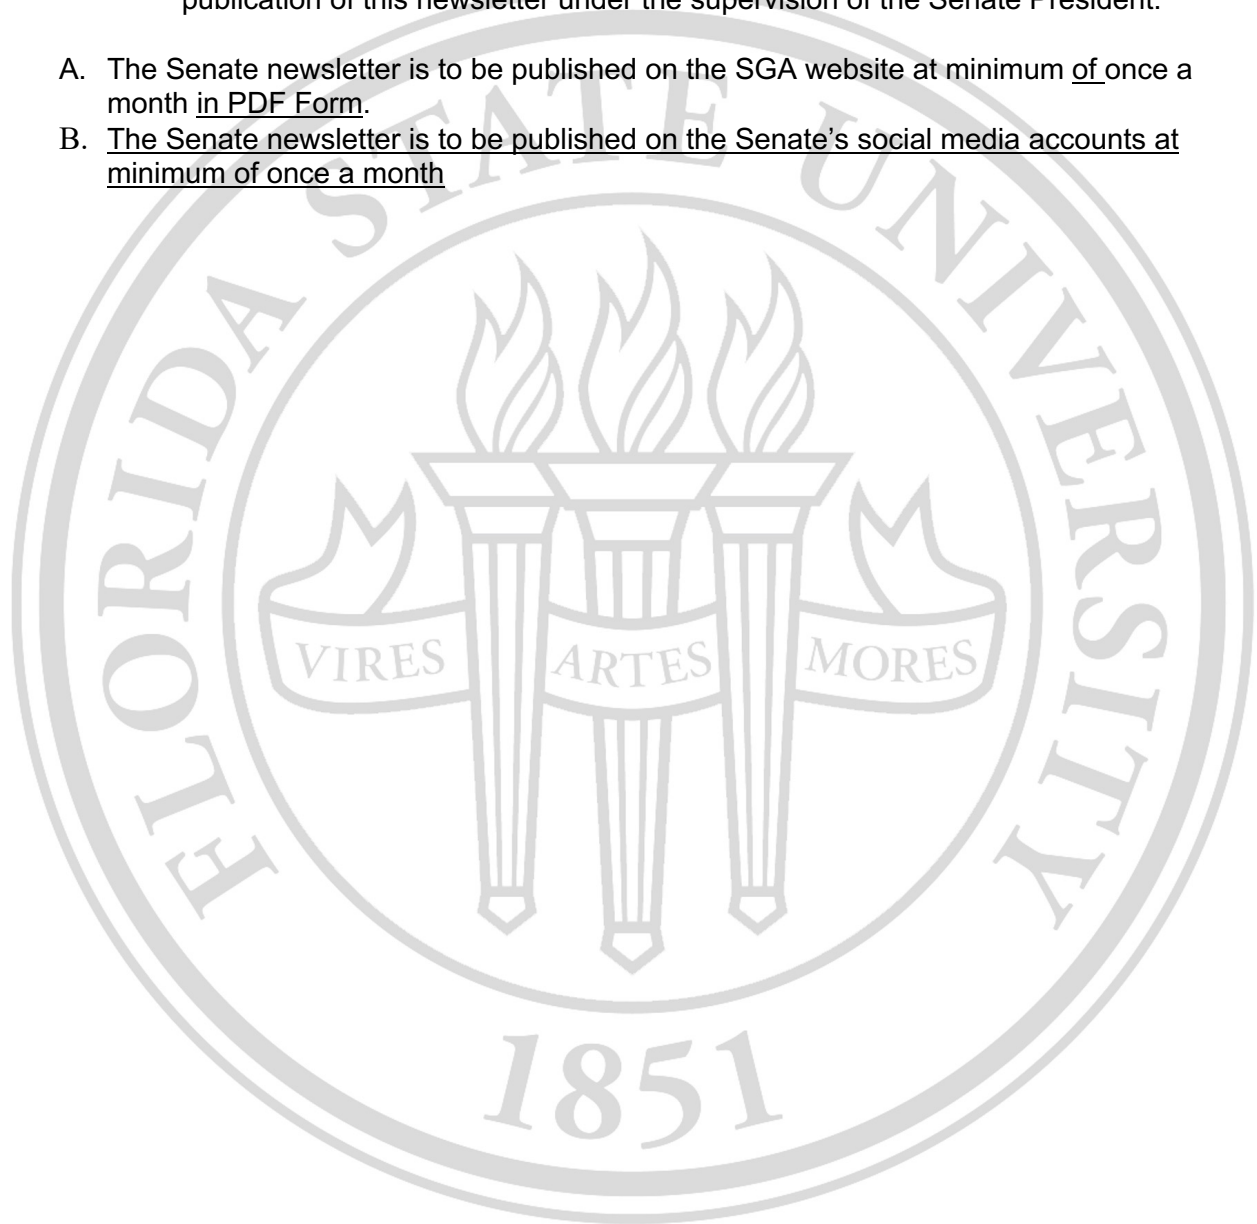 publication of this newsletter under the supervision of the Senate President.
A. The Senate newsletter is to be published on the SGA website at minimum of once a
month in PDF Form.
B. The Senate newsletter is to be published on the Senate’s social media accounts at
minimum of once a month
FLORIDA STATE UNIVERSITY
VIRES ARTES MORES
1851